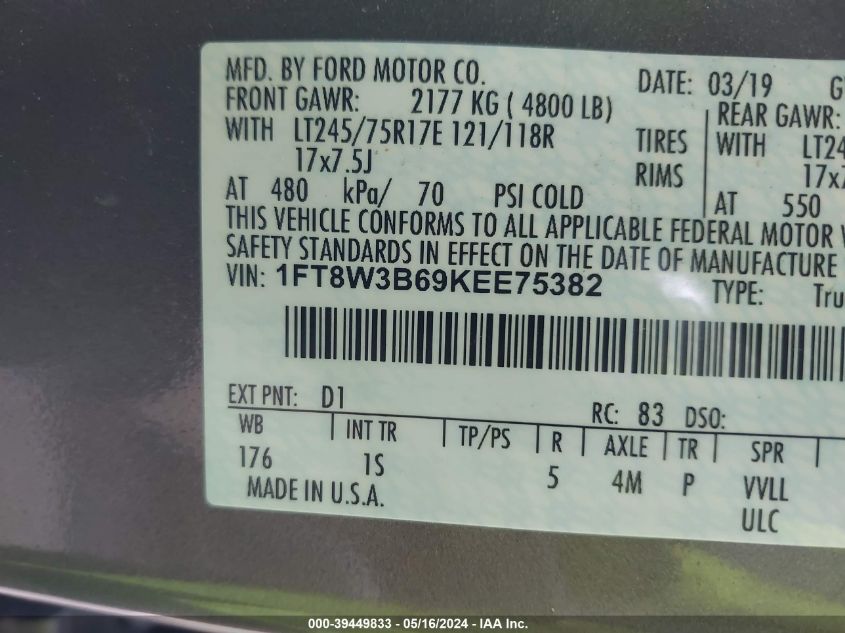 MFD. BY FORD MOTOR CO. DATE: 03/19
FRONT GAWR: 2177 KG ( 4800 LB) REAR GAWR:
WITH LT245/75R17E 121/118R TIRES WITH
17x7.5J RIMS
AT 480 kPa/ 70 PSI COLD AT 550
THIS VEHICLE CONFORMS TO ALL APPLICABLE FEDERAL MOTOR
SAFETY STANDARDS IN EFFECT ON THE DATE OF MANUFACTURE
VIN: 1FT8W3B69KEE75382 TYPE:
EXT PNT: D1 RC: 83 DSO:
WB INT TR TP/PS R AXLE TR SPR
176 1S 5 4M P VVLL
MADE IN U.S.A. ULC
000-39449833 - 05/16/2024 - IAA Inc.